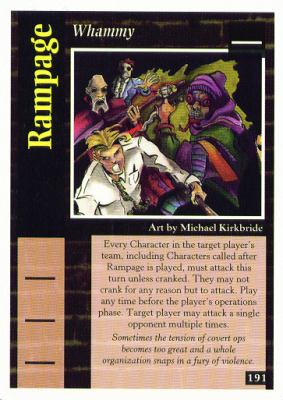 Rampage
Whammy
Art by Michael Kirkbride
Every Character in the target player's
team, including Characters called after
Rampage is played, must attack this
turn unless cranked. They may not
crank for any reason but to attack. Play
any time before the player's operations
phase. Target player may attack a single
opponent multiple times.
Sometimes the tension of covert ops
becomes too great and a whole
organization snaps in a fury of violence.
191